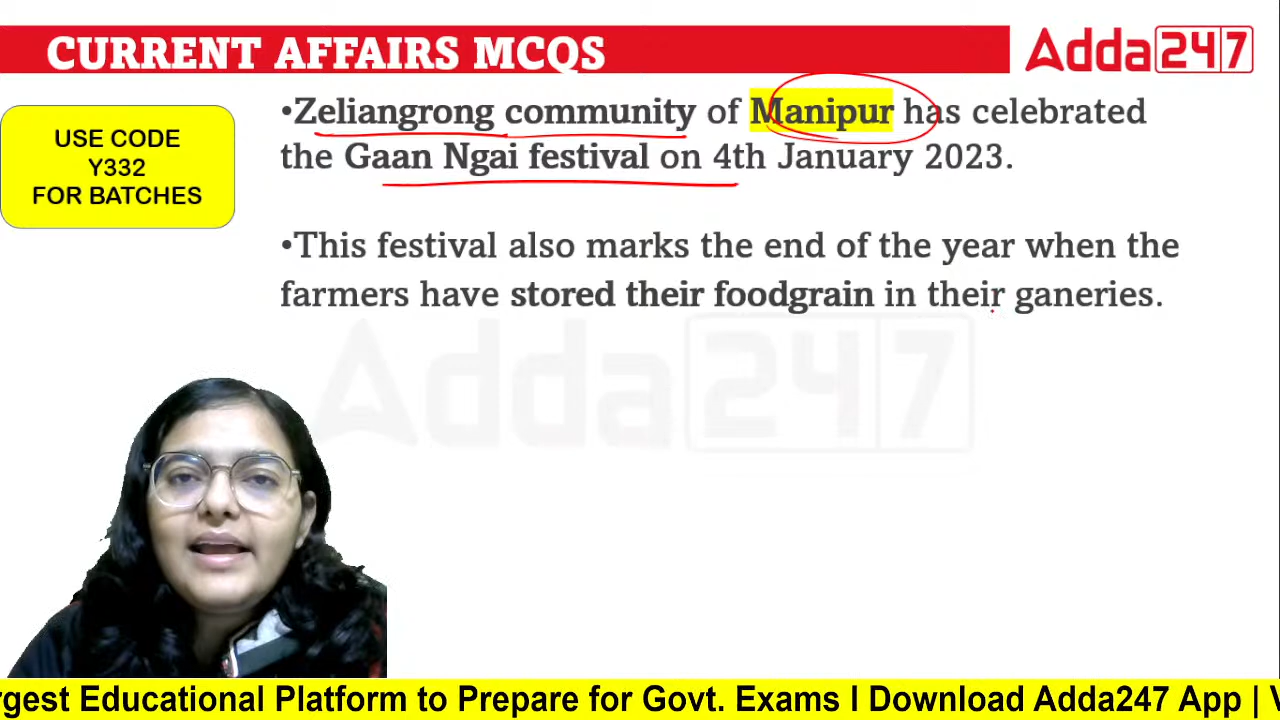 CURRENT AFFAIRS MCQS
Adda247
USE CODE
Y332
FOR BATCHES
•Zeliangrong community of Manipur has celebrated
the Gaan Ngai festival on 4th January 2023.
•This festival also marks the end of the year when the
farmers have stored their foodgrain in their ganeries.
Adda247
rgest Educational Platform to Prepare for Govt. Exams I Download Adda247 App | V